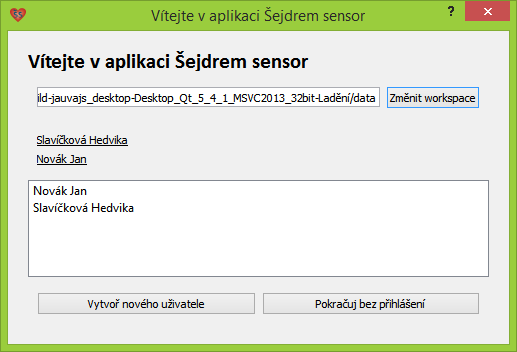 Vítejte v aplikaci Šejdrem sensor
Vítejte v aplikaci Šejdrem sensor
ild-jauvajs_desktop-Desktop_Qt_5_4_1_MSVC2013_32bit-Ladění/data
Změnit workspace
Slavíčková Hedvika
Novák Jan
Novák Jan
Slavíčková Hedvika
Vytvoř nového uživatele
Pokračuj bez přihlášení